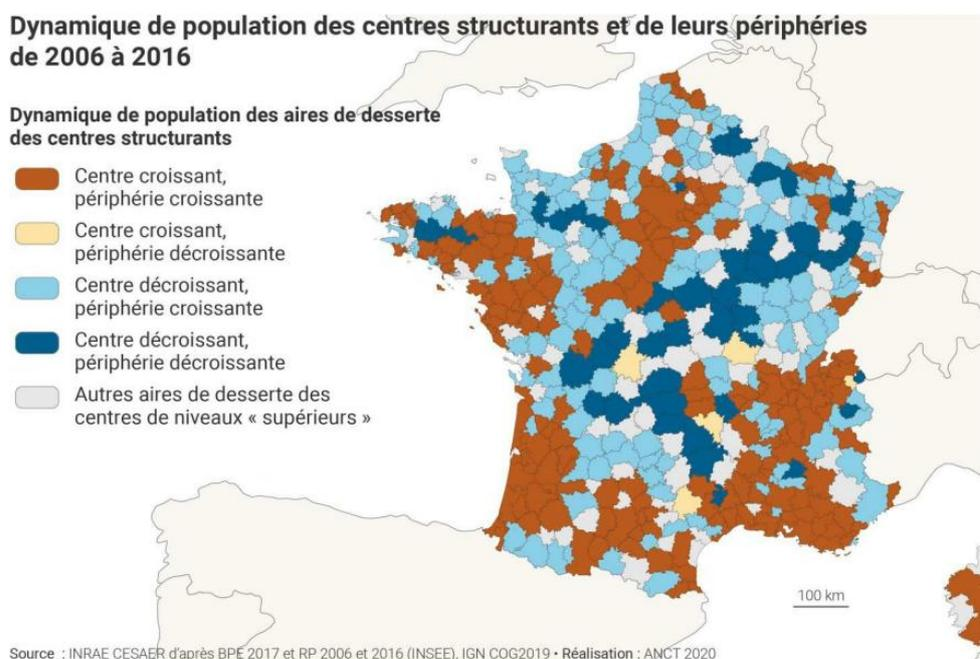 Dynamique de population des centres structurants et de leurs périphéries
de 2006 à 2016
Dynamique de population des aires de desserte
des centres structurants
Centre croissant,
périphérie croissante
Centre croissant,
périphérie décroissante
Centre décroissant,
périphérie croissante
Centre décroissant,
périphérie décroissante
Autres aires de desserte des
centres de niveaux « supérieurs »
100 km
Source : INRAE CESAER d'après BPE 2017 et RP 2006 et 2016 (INSEE), IGN COG2019 • Réalisation : ANCT 2020